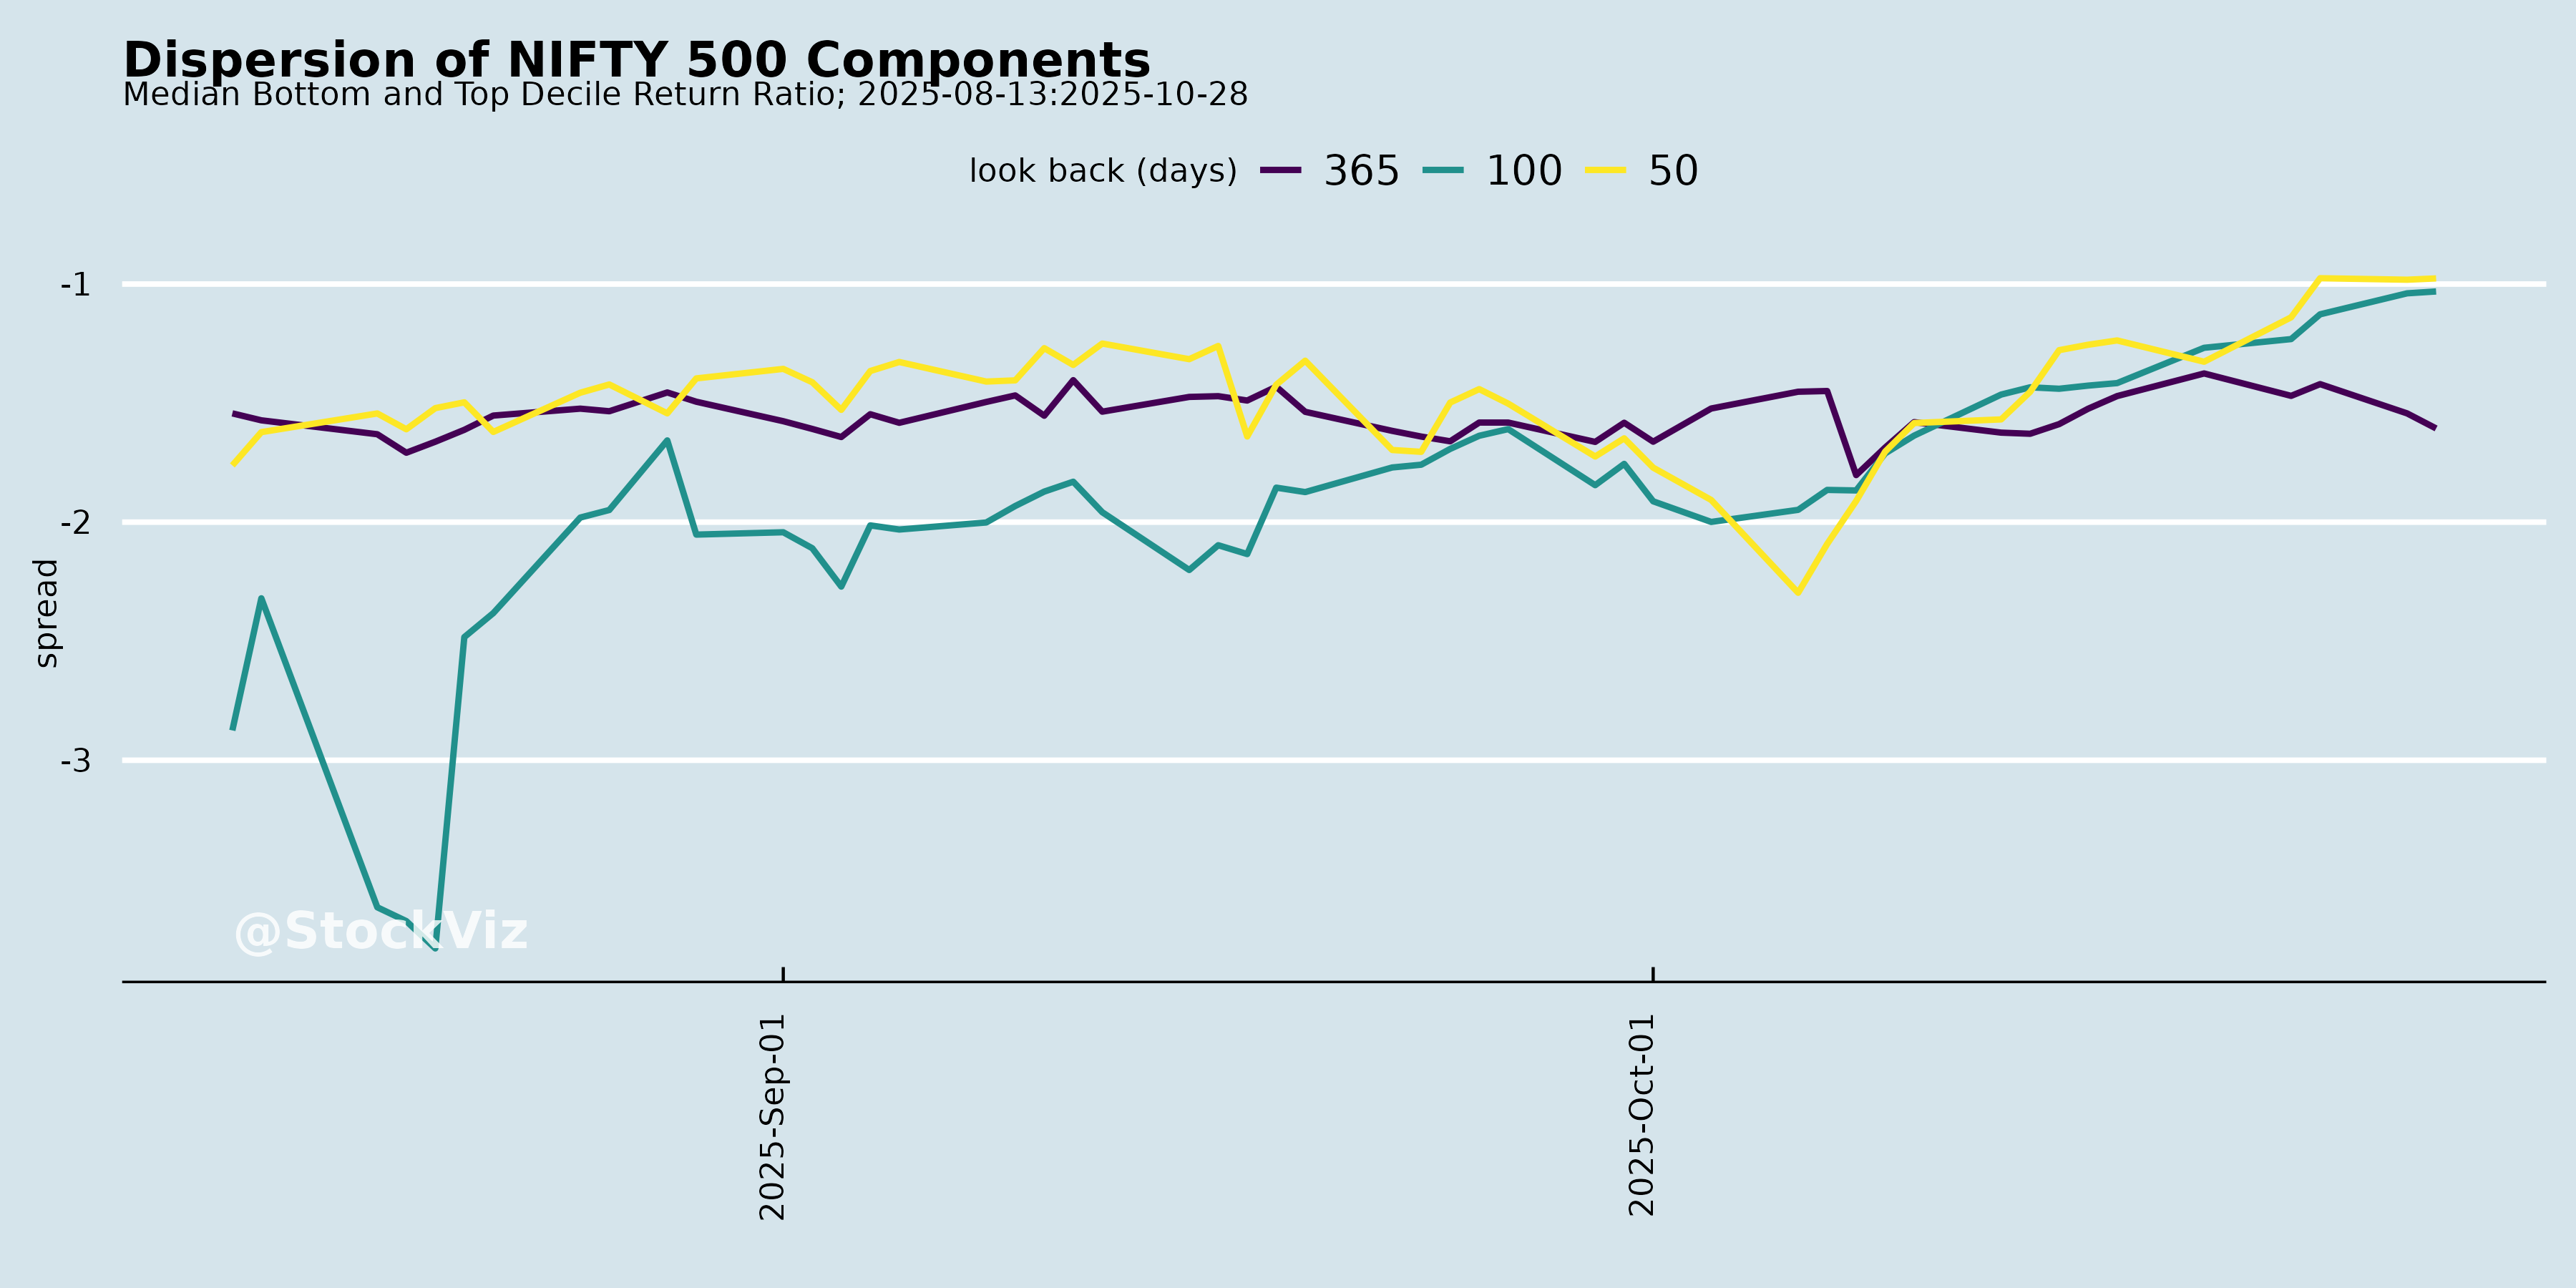 Dispersion of NIFTY 500 Components
Median Bottom and Top Decile Return Ratio; 2025-08-13:2025-10-28
look back (days) 365 100 50
-1
-2
-3
spread
@StockViz
2025-Sep-01
2025-Oct-01